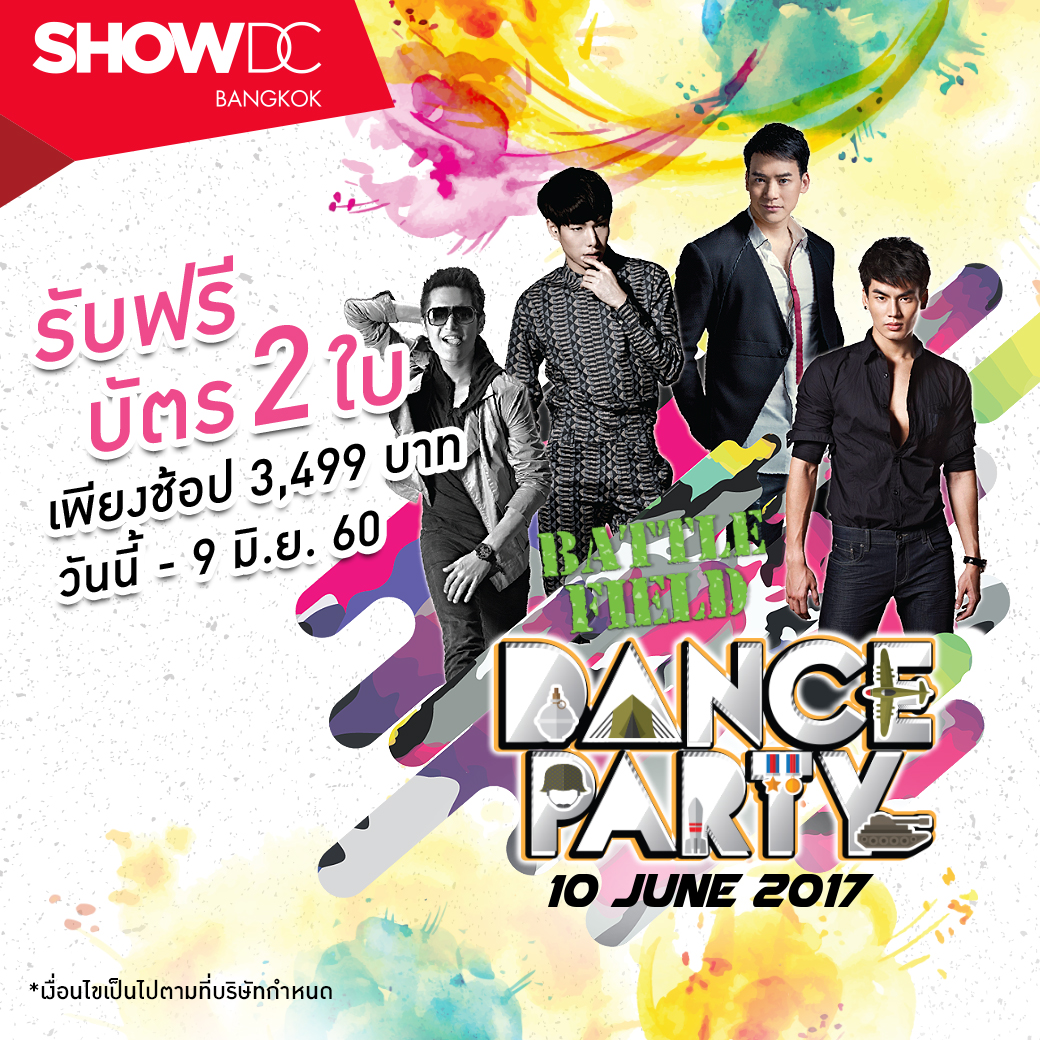 SHOWDC
BANGKOK
รับฟรี
บัตร 2 ใบ
เพียงช้อป 3,499 บาท
วันนี้ - 9 มิ.ย. 60
BATTLE
FIELD
DANCE
PARTY
10 JUNE 2017
*เงื่อนไขเป็นไปตามที่บริษัทกำหนด